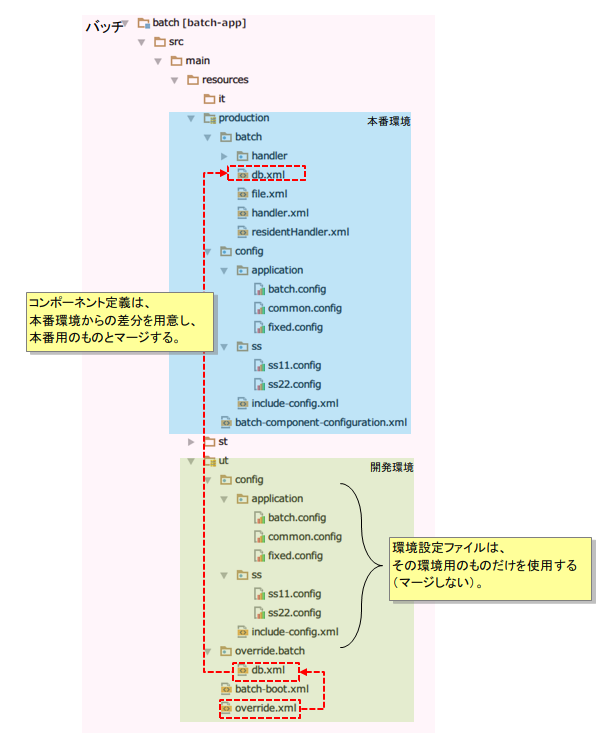 バッチ
batch [batch-app]
src
main
resources
it
production
本番環境
batch
handler
db.xml
file.xml
handler.xml
residentHandler.xml
config
application
batch.config
コンポーネント定義は、
本番環境からの差分を用意し、
本番用のものとマージする。
common.config
fixed.config
ss
ss11.config
ss22.config
include-config.xml
batch-component-configuration.xml
st
ut
開発環境
config
application
batch.config
common.config
fixed.config
環境設定ファイルは、
その環境用のものだけを使用する
（マージしない）。
ss
ss11.config
ss22.config
include-config.xml
override.batch
db.xml
batch-boot.xml
override.xml